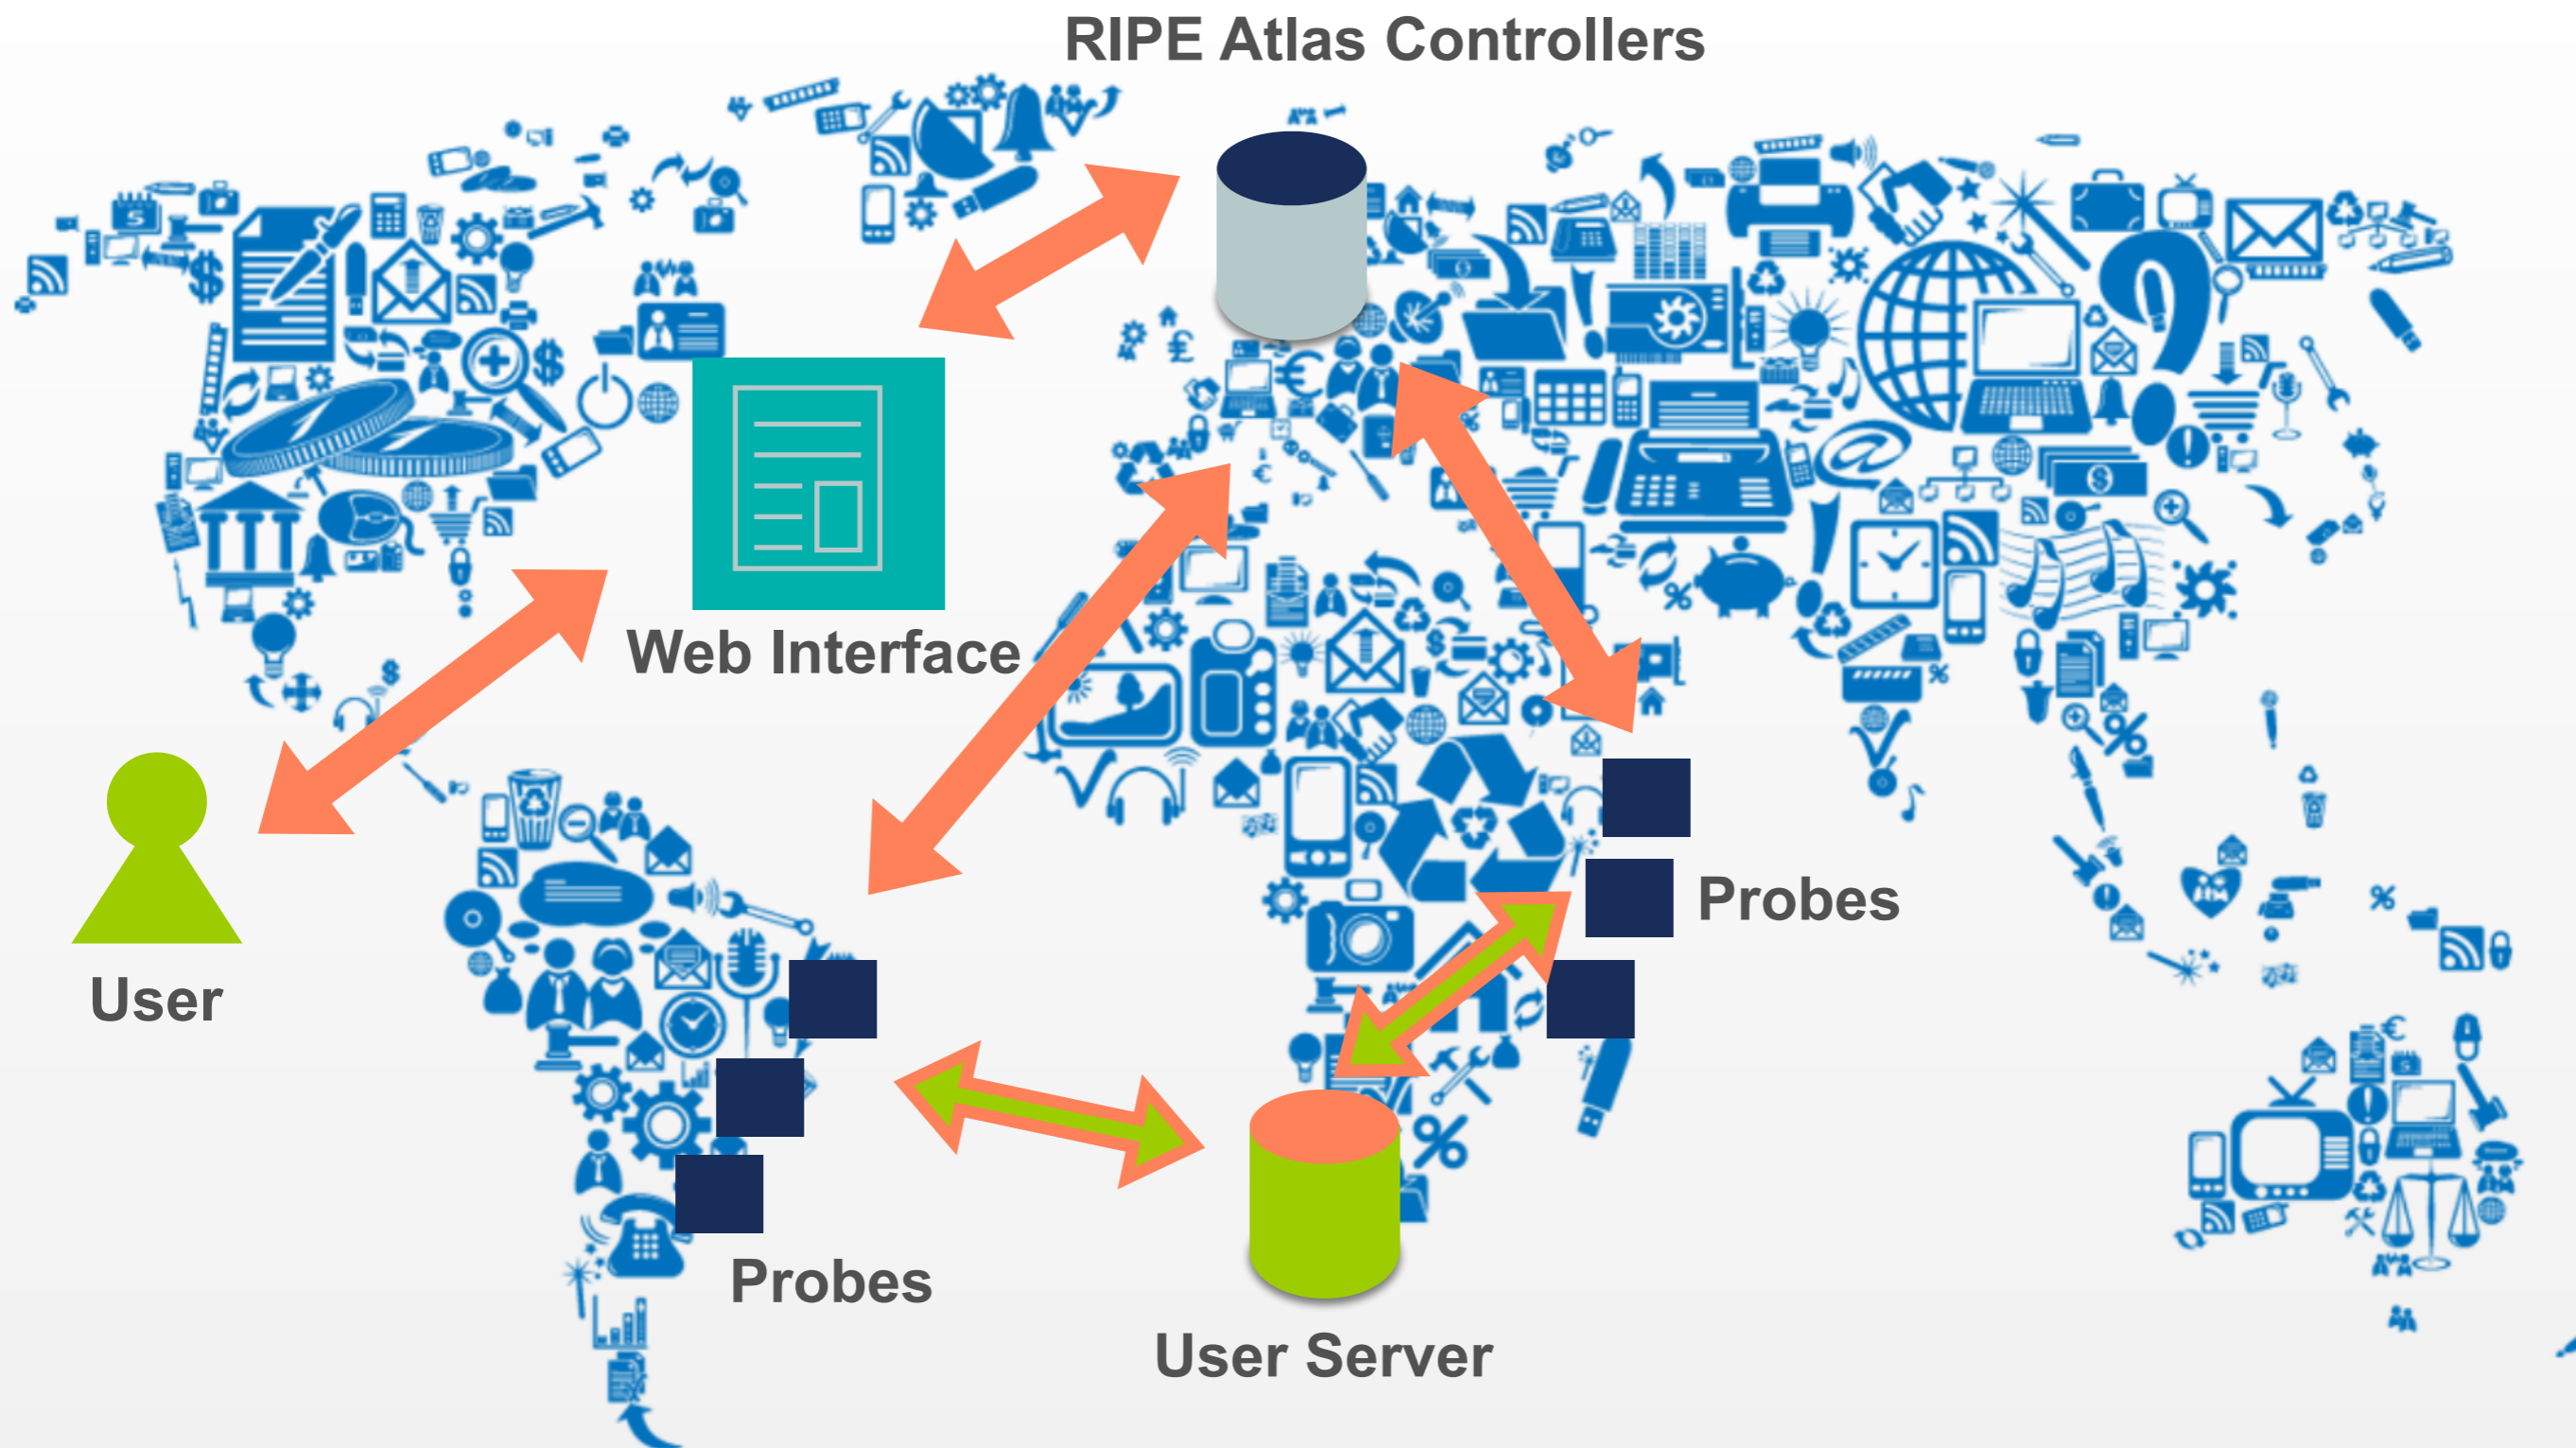 RIPE Atlas Controllers
Web Interface
Probes
User
Probes
User Server